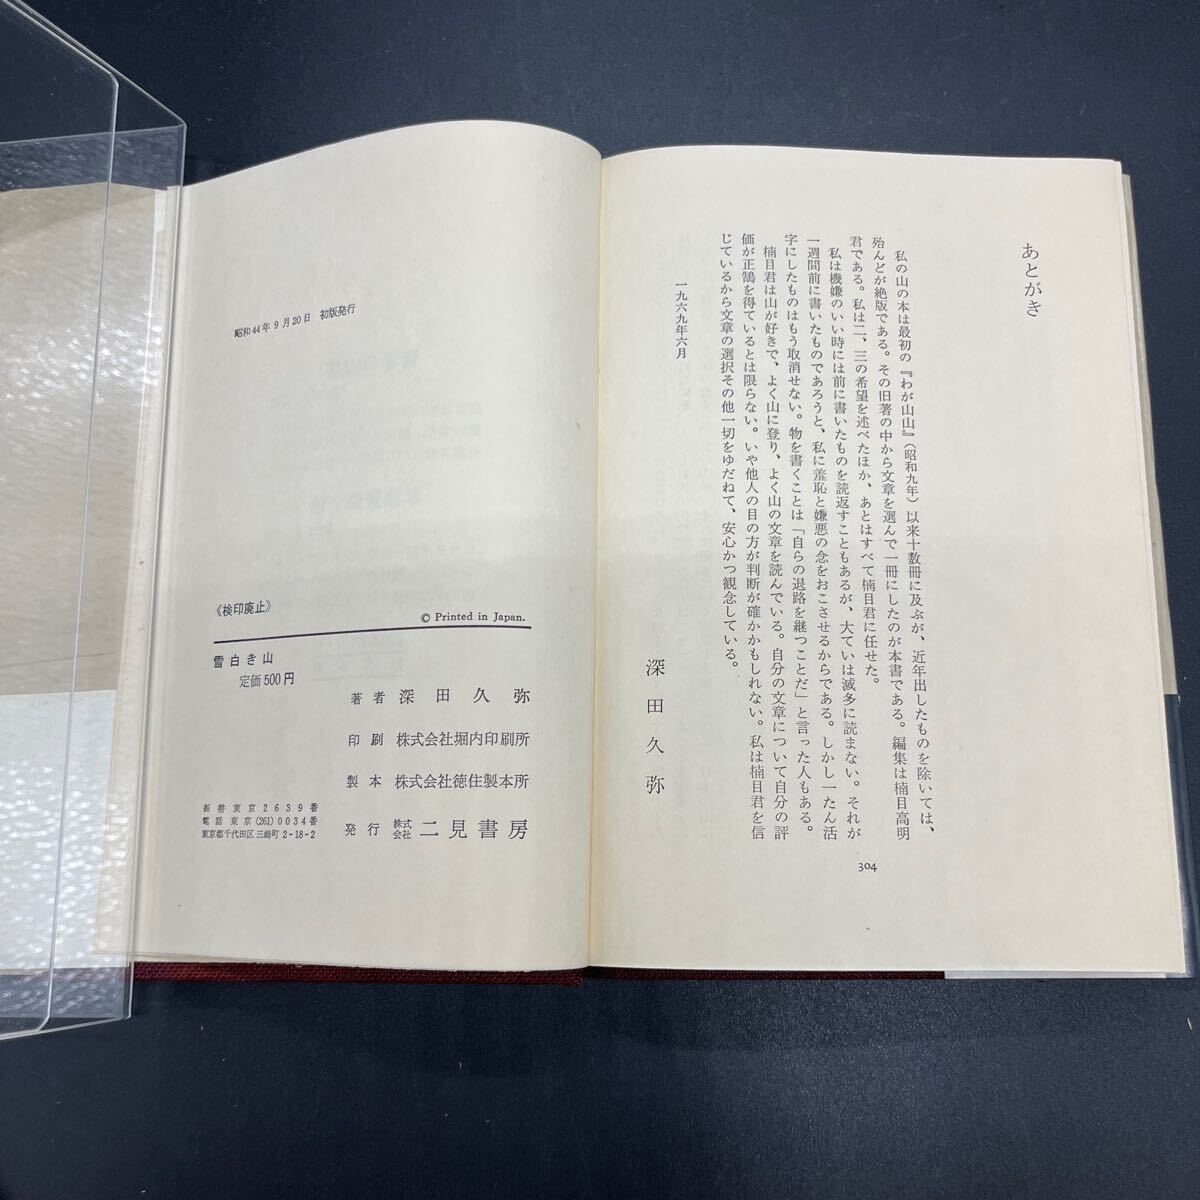 あとがき
私の山の本は最初の『わが山山』（昭和九年）以来十数冊に及ぶが、近年出したものを除いては、
殆んどが絶版である。その旧著の中から文章を選んで一冊にしたのが本書である。編集は楠目高明
君である。私は二、三の希望を述べたほか、あとはすべて楠目君に任せた。
私は機嫌のいい時には前に書いたものを読返すこともあるが、大ていは滅多に読まない。それが
一週間前に書いたものであろうと、私に羞恥と嫌悪の念をおこさせるからである。しかし一たん活
字にしたものはもう取消せない。物を書くことは「自らの退路を継つことだ」と言った人もある。
楠目君は山が好きで、よく山に登り、よく山の文章を読んでいる。自分の文章について自分の評
価が正鵠を得ているとは限らない。いや他人の目の方が判断が確かかもしれない。私は楠目君を信
じているから文章の選択その他一切をゆだねて、安心かつ観念している。
一九六九年六月
深田久弥
304
昭和44年9月20日 初版発行
《検印廃止》
© Printed in Japan.
雪白き山
定価500円
著者 深田久弥
印刷 株式会社堀内印刷所
製本 株式会社徳住製本所
発行 株式会社 二見書房
振替東京2639番
電話東京(261)0034番
東京都千代田区三崎町2-18-2